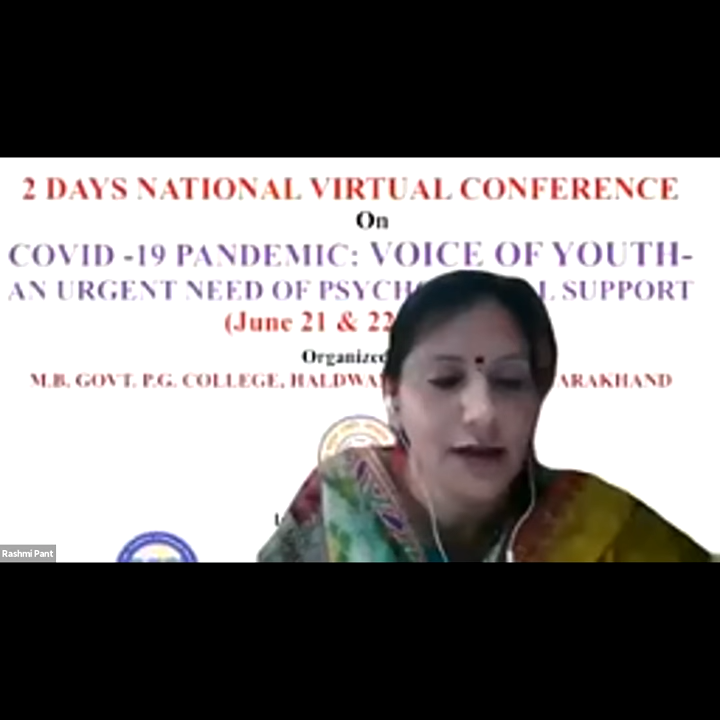 2 DAYS NATIONAL VIRTUAL CONFERENCE
On
COVID -19 PANDEMIC: VOICE OF YOUTH-
AN URGENT NEED OF PSYCH L SUPPORT
(June 21 & 22
Organized
M.B. GOVT. P.G. COLLEGE, HALDWA ARAKHAND
Rashmi Pant